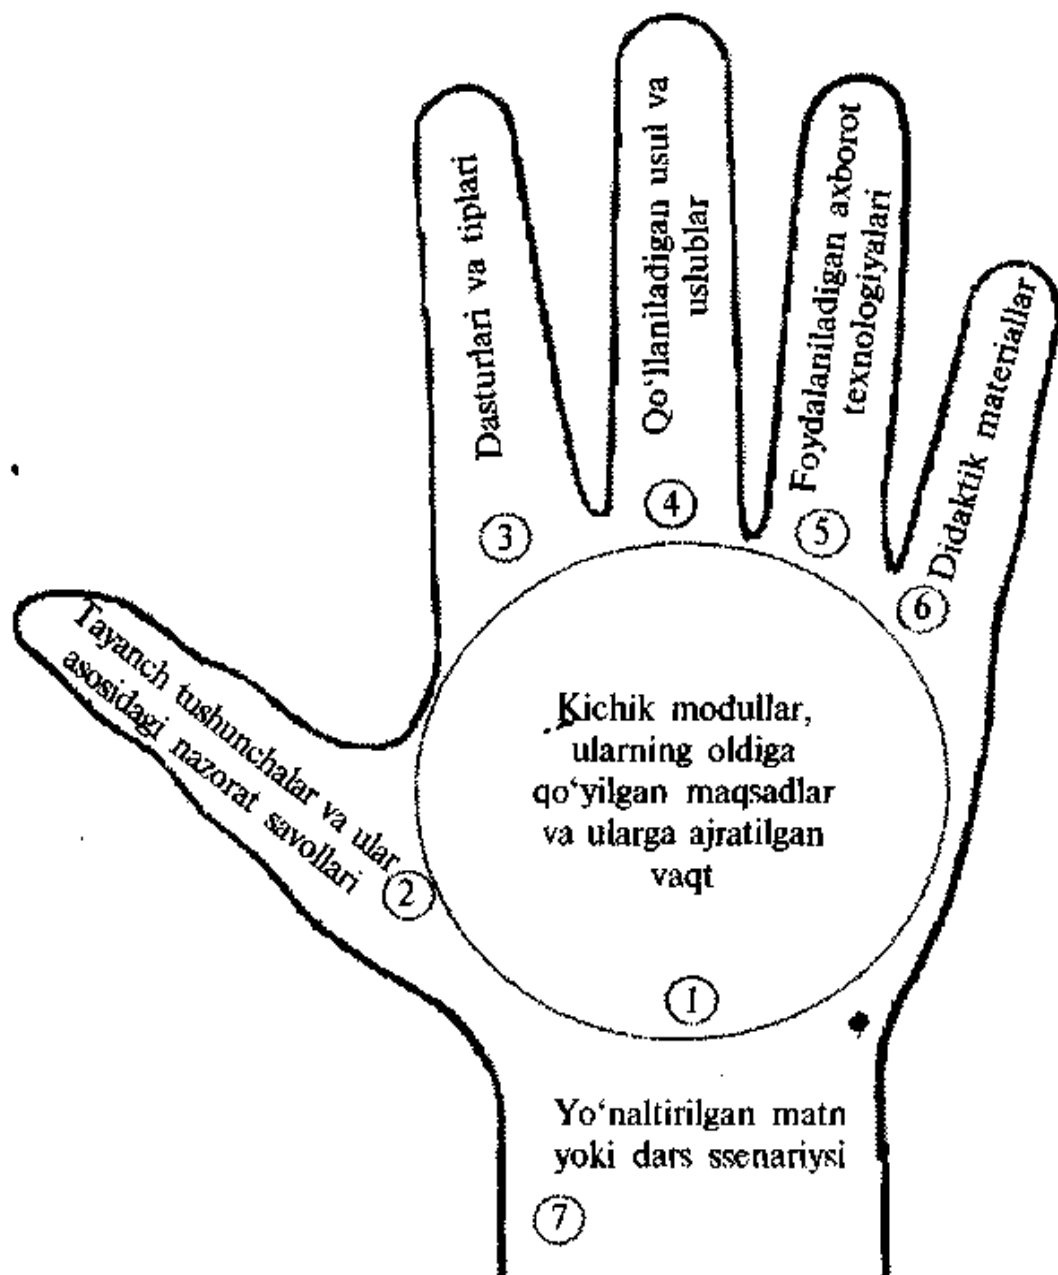 Kichik modullar,
ularning oldiga
qo‘yilgan maqsadlar
va ularga ajratilgan
vaqt
1
Tayanch tushunchalar va ular
asosidagi nazorat savollari
2
Dasturlari va tiplari
3
Qo‘llaniladigan usul va
uslublar
4
Foydalaniladigan axborot
texnologiyalari
5
Didaktik materiallar
6
Yo‘naltirilgan matn
yoki dars ssenariysi
7